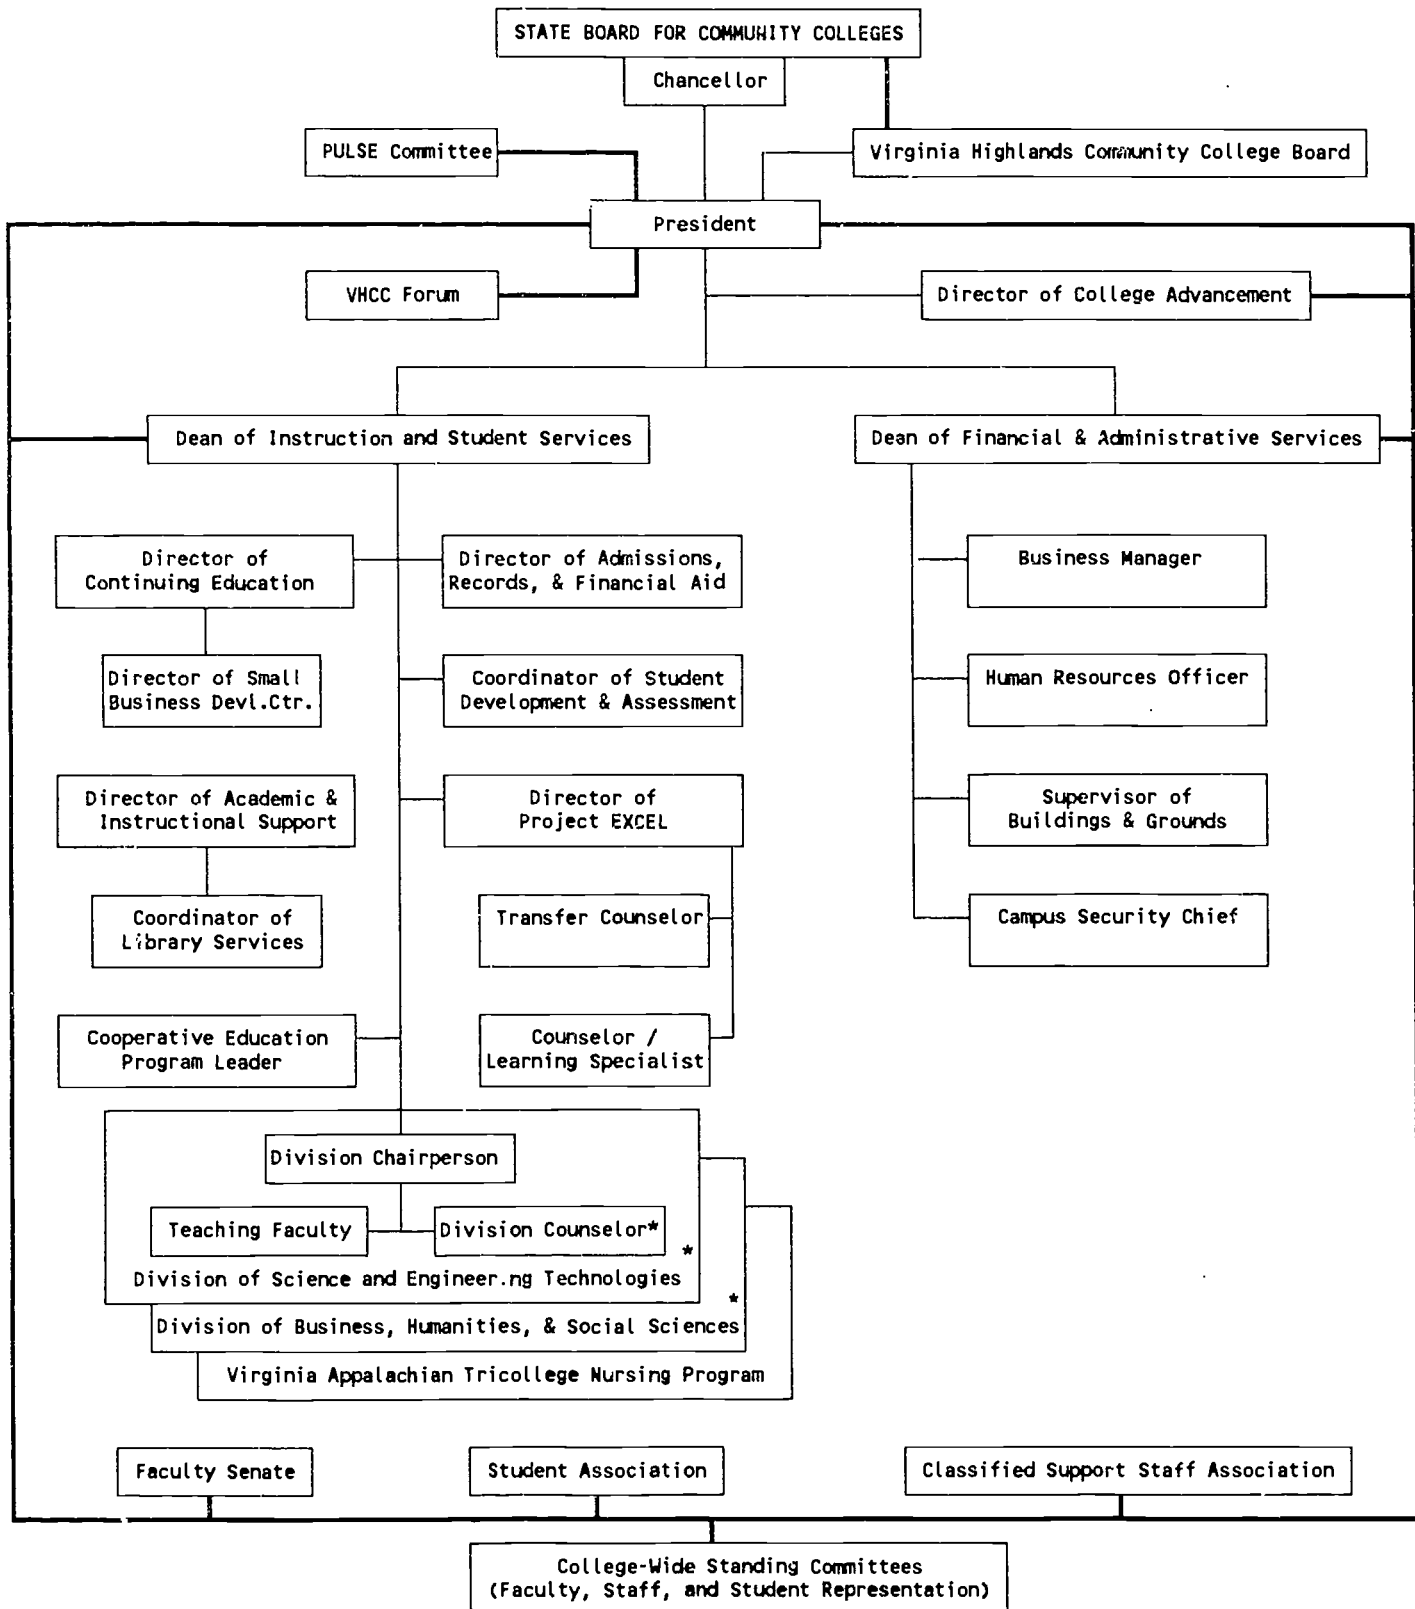 STATE BOARD FOR COMMUNITY COLLEGES
Chancellor
PULSE Committee
Virginia Highlands Community College Board
President
VHCC Forum
Director of College Advancement
Dean of Instruction and Student Services
Dean of Financial & Administrative Services
Director of
Continuing Education
Director of Admissions,
Records, & Financial Aid
Business Manager
Director of Small
Business Devl.Ctr.
Coordinator of Student
Development & Assessment
Human Resources Officer
Director of Academic &
Instructional Support
Director of
Project EXCEL
Supervisor of
Buildings & Grounds
Coordinator of
Library Services
Transfer Counselor
Campus Security Chief
Cooperative Education
Program Leader
Counselor /
Learning Specialist
Division Chairperson
Teaching Faculty
Division Counselor*
*
Division of Science and Engineering Technologies
*
Division of Business, Humanities, & Social Sciences
Virginia Appalachian Tricollege Nursing Program
Faculty Senate
Student Association
Classified Support Staff Association
College-Wide Standing Committees
(Faculty, Staff, and Student Representation)